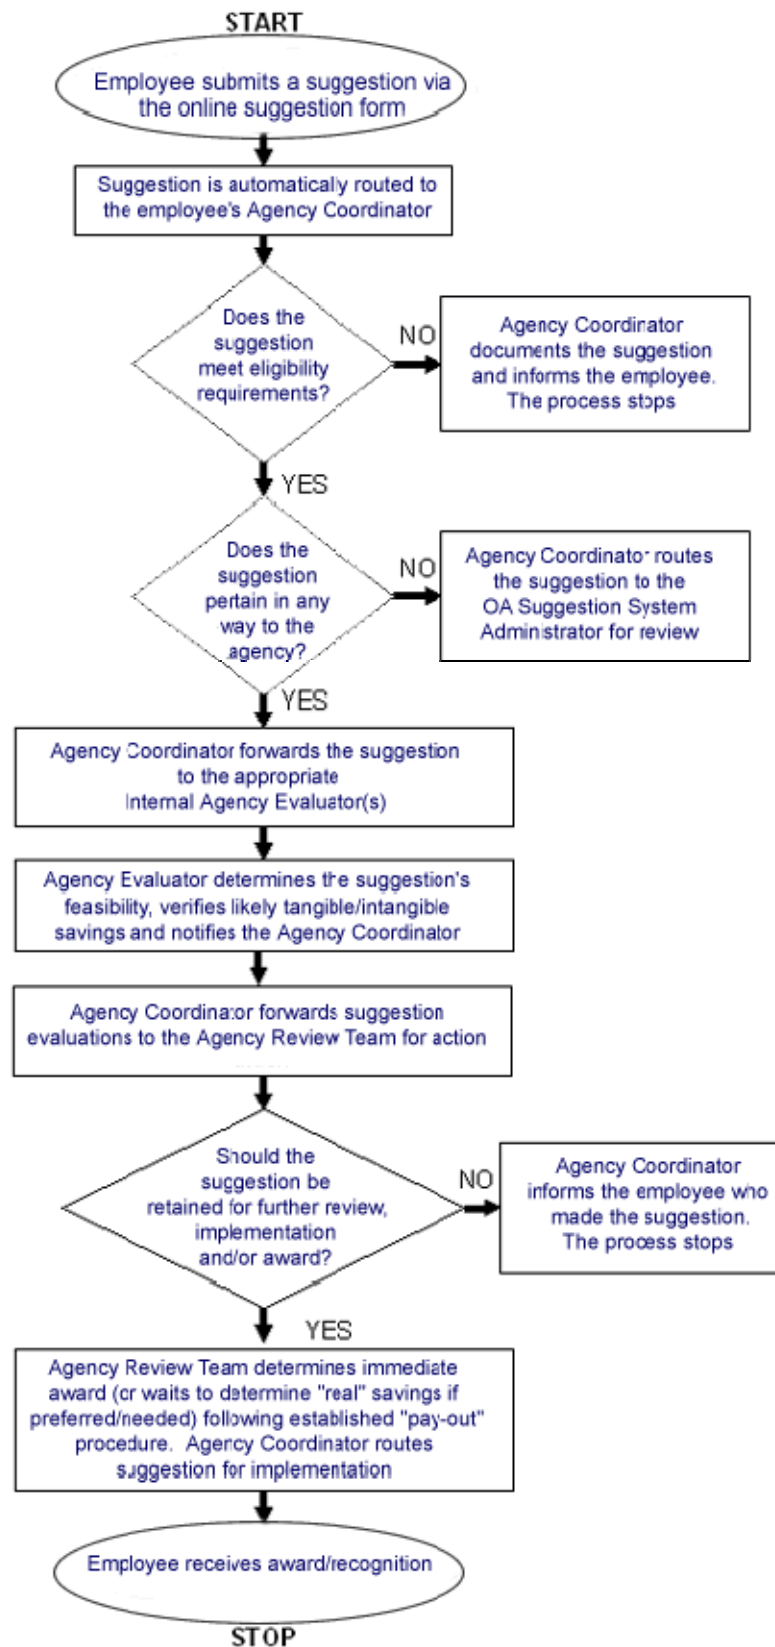 START
Employee submits a suggestion via
the online suggestion form
Suggestion is automatically routed to
the employee's Agency Coordinator
Does the
suggestion
meet eligibility
requirements?
NO
Agency Coordinator
documents the suggestion
and informs the employee.
The process stops
YES
Does the
suggestion
pertain in any
way to the
agency?
NO
Agency Coordinator routes
the suggestion to the
OA Suggestion System
Administrator for review
YES
Agency Coordinator forwards the suggestion
to the appropriate
Internal Agency Evaluator(s)
Agency Evaluator determines the suggestion's
feasibility, verifies likely tangible/intangible
savings and notifies the Agency Coordinator
Agency Coordinator forwards suggestion
evaluations to the Agency Review Team for action
Should the
suggestion be
retained for further review,
implementation
and/or award?
NO
Agency Coordinator
informs the employee who
made the suggestion.
The process stops
YES
Agency Review Team determines immediate
award (or waits to determine "real" savings if
preferred/needed) following established "pay-out"
procedure. Agency Coordinator routes
suggestion for implementation
Employee receives award/recognition
STOP